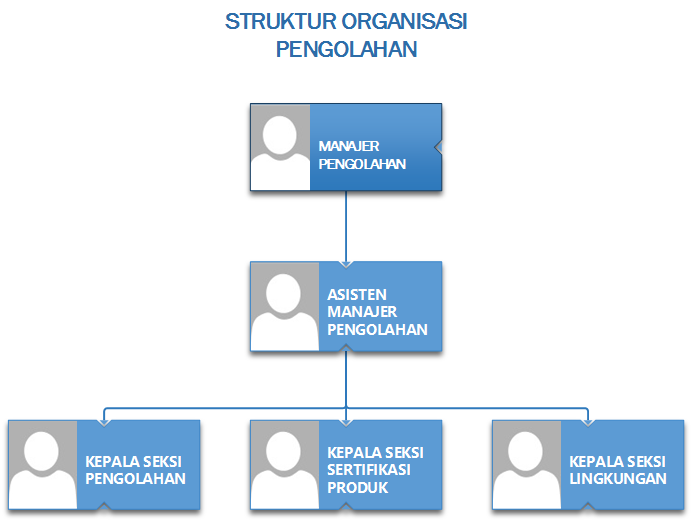 STRUKTUR ORGANISASI
PENGOLAHAN
MANAJER
PENGOLAHAN
ASISTEN
MANAJER
PENGOLAHAN
KEPALA SEKSI
PENGOLAHAN
KEPALA SEKSI
SERTIFIKASI
PRODUK
KEPALA SEKSI
LINGKUNGAN